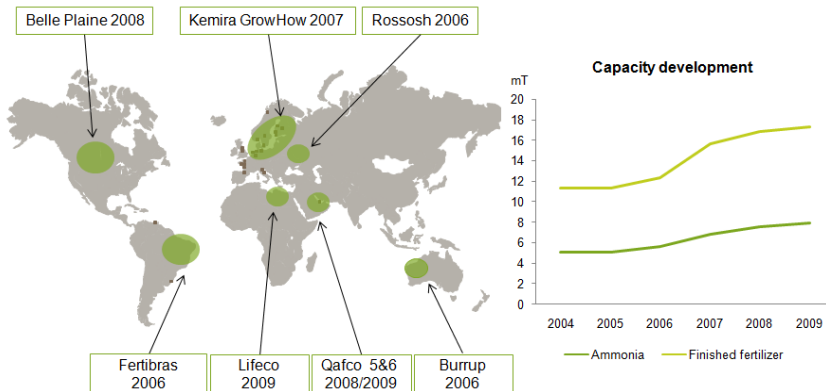 Belle Plaine 2008
Kemira GrowHow 2007
Rossosh 2006
Fertibras
2006
Lifeco
2009
Qafco 5&6
2008/2009
Burrup
2006
Capacity development
mT
20
18
16
14
12
10
8
6
4
2
0
2004 2005 2006 2007 2008 2009
Ammonia Finished fertilizer